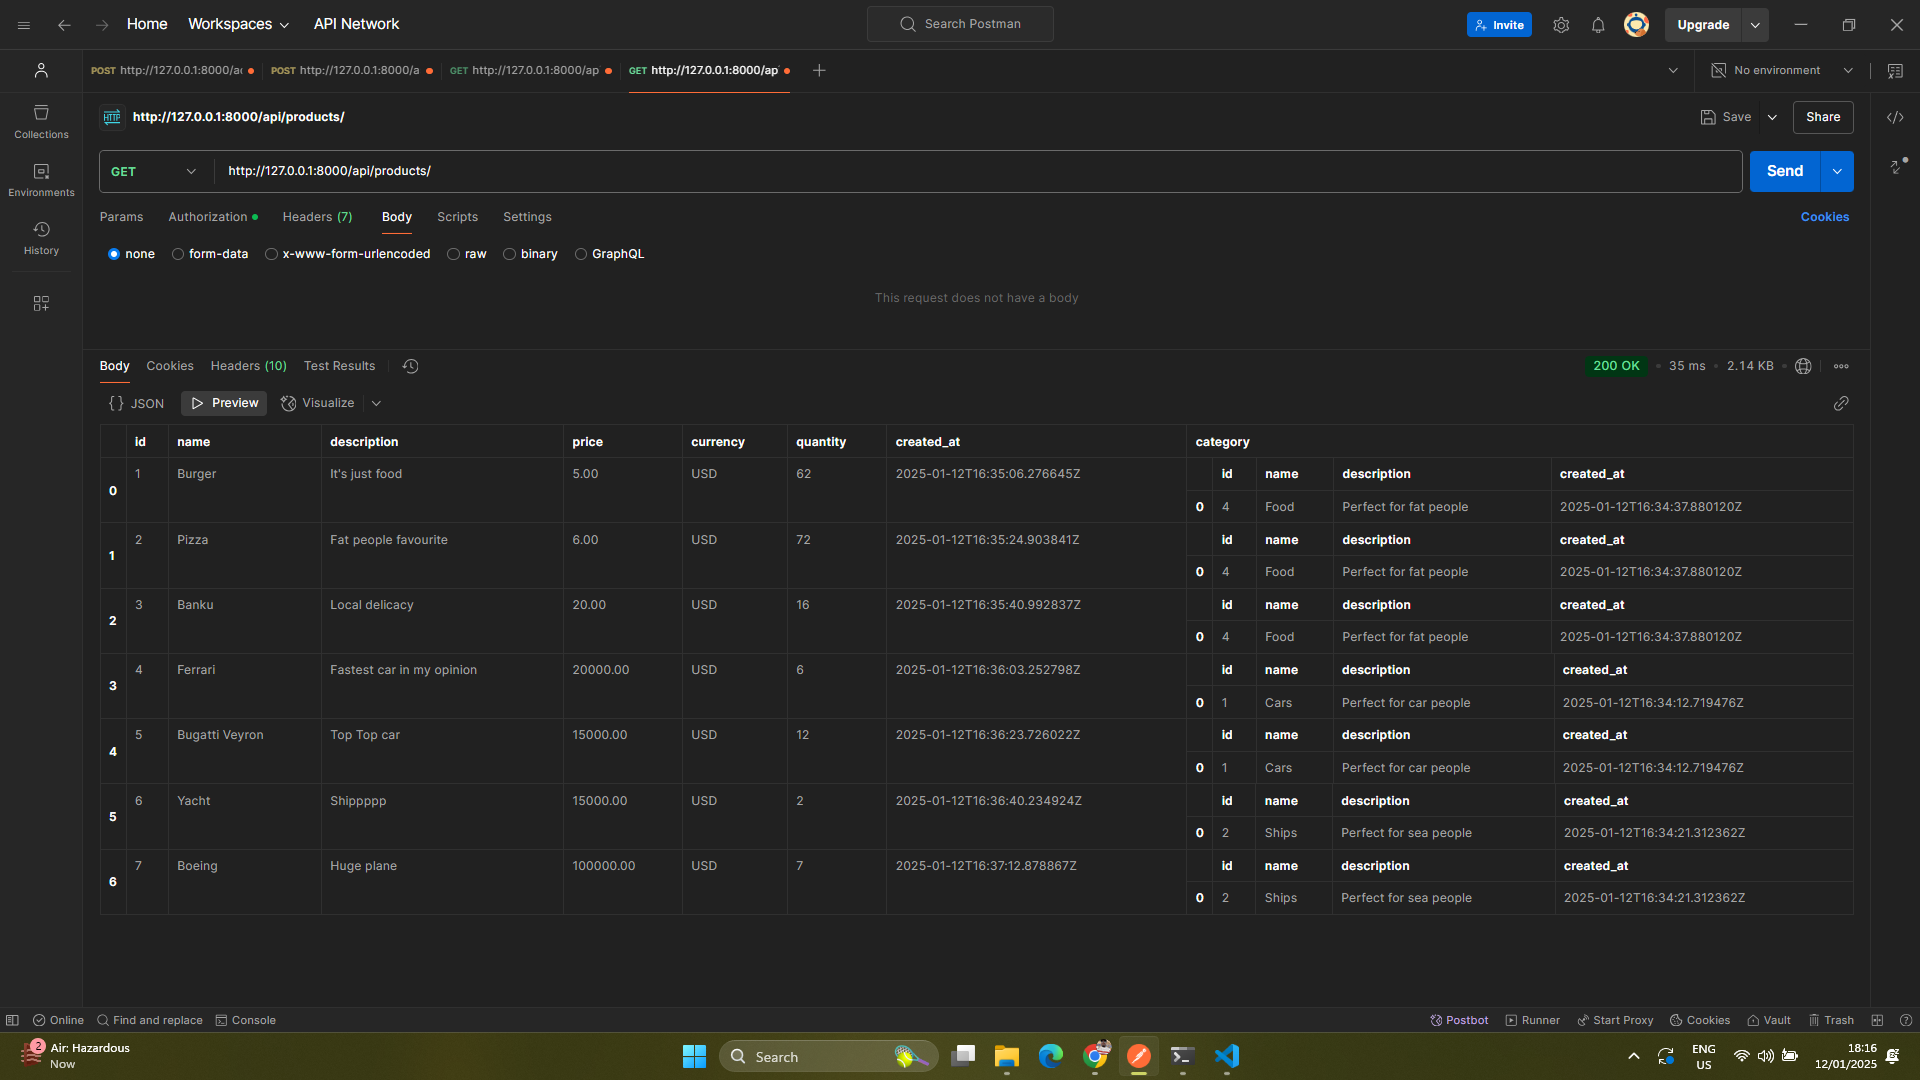 Home Workspaces API Network Search Postman Invite Upgrade
POST http://127.0.0.1:8000/a POST http://127.0.0.1:8000/a GET http://127.0.0.1:8000/ap GET http://127.0.0.1:8000/ap No environment
HTTP http://127.0.0.1:8000/api/products/ Save Share
Collections
GET http://127.0.0.1:8000/api/products/ Send
Environments
Params Authorization Headers (7) Body Scripts Settings Cookies
History
none form-data x-www-form-urlencoded raw binary GraphQL
This request does not have a body
Body Cookies Headers (10) Test Results 200 OK • 35 ms • 2.14 KB •
{} JSON Preview Visualize
id name description price currency quantity created_at category
0 1 Burger It's just food 5.00 USD 62 2025-01-12T16:35:06.276645Z id name description created_at
0 4 Food Perfect for fat people 2025-01-12T16:34:37.880120Z
1 2 Pizza Fat people favourite 6.00 USD 72 2025-01-12T16:35:24.903841Z id name description created_at
0 4 Food Perfect for fat people 2025-01-12T16:34:37.880120Z
2 3 Banku Local delicacy 20.00 USD 16 2025-01-12T16:35:40.992837Z id name description created_at
0 4 Food Perfect for fat people 2025-01-12T16:34:37.880120Z
3 4 Ferrari Fastest car in my opinion 20000.00 USD 6 2025-01-12T16:36:03.252798Z id name description created_at
0 1 Cars Perfect for car people 2025-01-12T16:34:12.719476Z
4 5 Bugatti Veyron Top Top car 15000.00 USD 12 2025-01-12T16:36:23.726022Z id name description created_at
0 1 Cars Perfect for car people 2025-01-12T16:34:12.719476Z
5 6 Yacht Shippppp 15000.00 USD 2 2025-01-12T16:36:40.234924Z id name description created_at
0 2 Ships Perfect for sea people 2025-01-12T16:34:21.312362Z
6 7 Boeing Huge plane 100000.00 USD 7 2025-01-12T16:37:12.878867Z id name description created_at
0 2 Ships Perfect for sea people 2025-01-12T16:34:21.312362Z
Online Find and replace Console Postbot Runner Start Proxy Cookies Vault Trash
2 Air: Hazardous Search ENG 18:16
Now US 12/01/2025